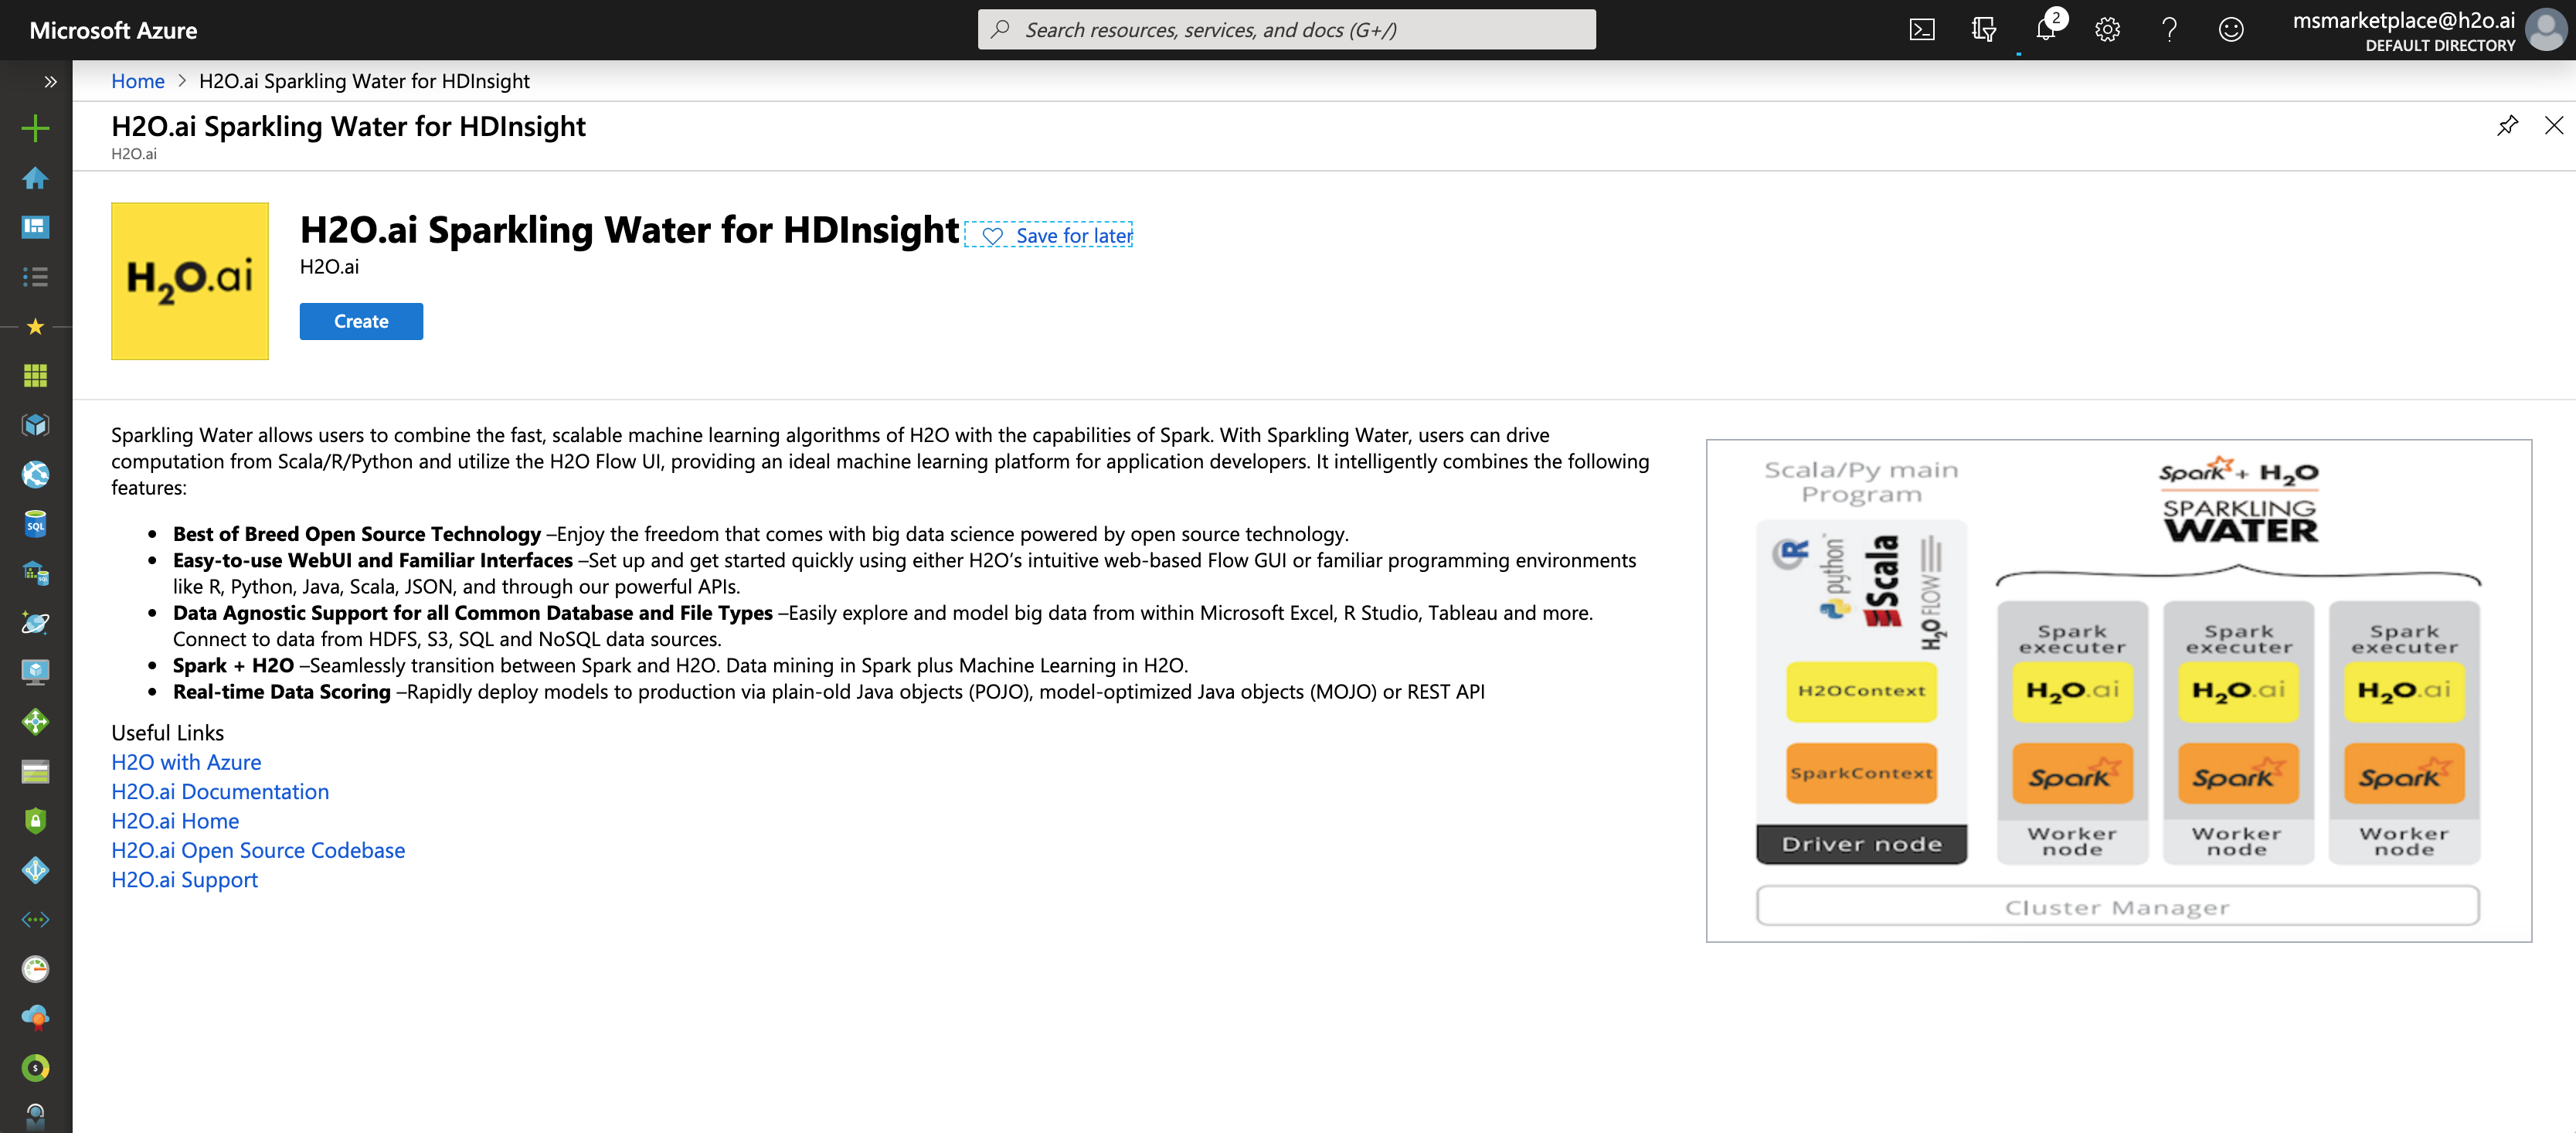 Microsoft Azure
Search resources, services, and docs (G+/)
2
msmarketplace@h2o.ai
DEFAULT DIRECTORY
Home > H2O.ai Sparkling Water for HDInsight
H2O.ai Sparkling Water for HDInsight
H2O.ai
H2O.ai
H2O.ai Sparkling Water for HDInsight
Save for later
H2O.ai
Create
Sparkling Water allows users to combine the fast, scalable machine learning algorithms of H2O with the capabilities of Spark. With Sparkling Water, users can drive
computation from Scala/R/Python and utilize the H2O Flow UI, providing an ideal machine learning platform for application developers. It intelligently combines the following
features:
• Best of Breed Open Source Technology –Enjoy the freedom that comes with big data science powered by open source technology.
• Easy-to-use WebUI and Familiar Interfaces –Set up and get started quickly using either H2O’s intuitive web-based Flow GUI or familiar programming environments
like R, Python, Java, Scala, JSON, and through our powerful APIs.
• Data Agnostic Support for all Common Database and File Types –Easily explore and model big data from within Microsoft Excel, R Studio, Tableau and more.
Connect to data from HDFS, S3, SQL and NoSQL data sources.
• Spark + H2O –Seamlessly transition between Spark and H2O. Data mining in Spark plus Machine Learning in H2O.
• Real-time Data Scoring –Rapidly deploy models to production via plain-old Java objects (POJO), model-optimized Java objects (MOJO) or REST API
Useful Links
H2O with Azure
H2O.ai Documentation
H2O.ai Home
H2O.ai Open Source Codebase
H2O.ai Support
Scala/Py main
Program
R
python
Scala
H2O FLOW
H2OContext
SparkContext
Driver node
Spark + H2O
SPARKLING
WATER
Spark
executer
H2O.ai
Spark
Worker
node
Spark
executer
H2O.ai
Spark
Worker
node
Spark
executer
H2O.ai
Spark
Worker
node
Cluster Manager
SQL
SQL
$